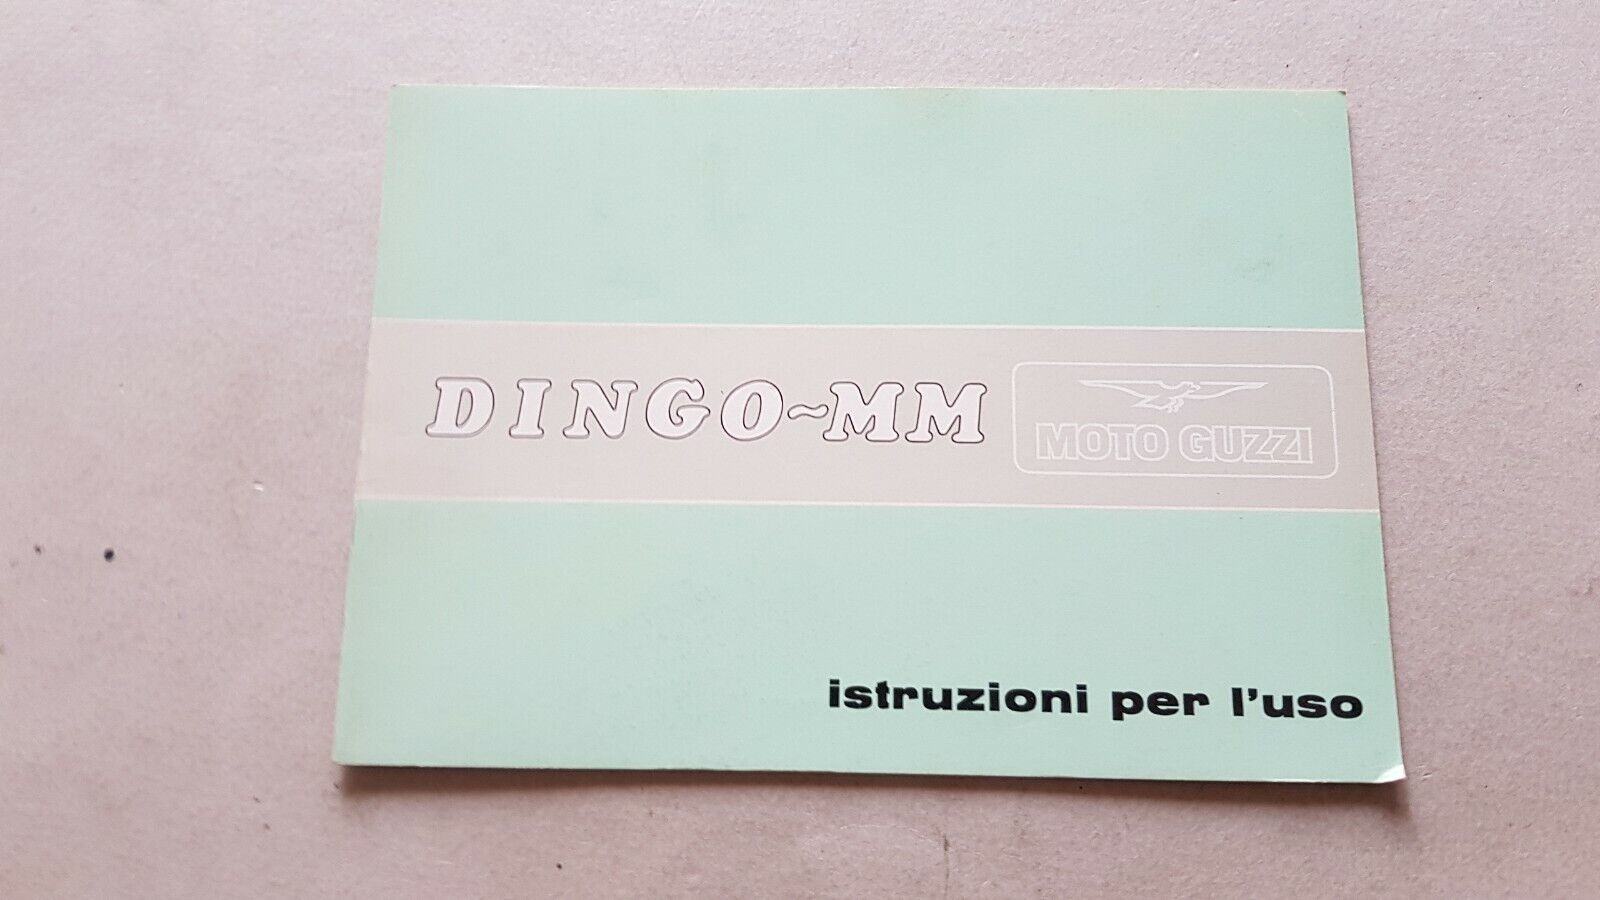 DINGO~MM
MOTO GUZZI
istruzioni per l'uso